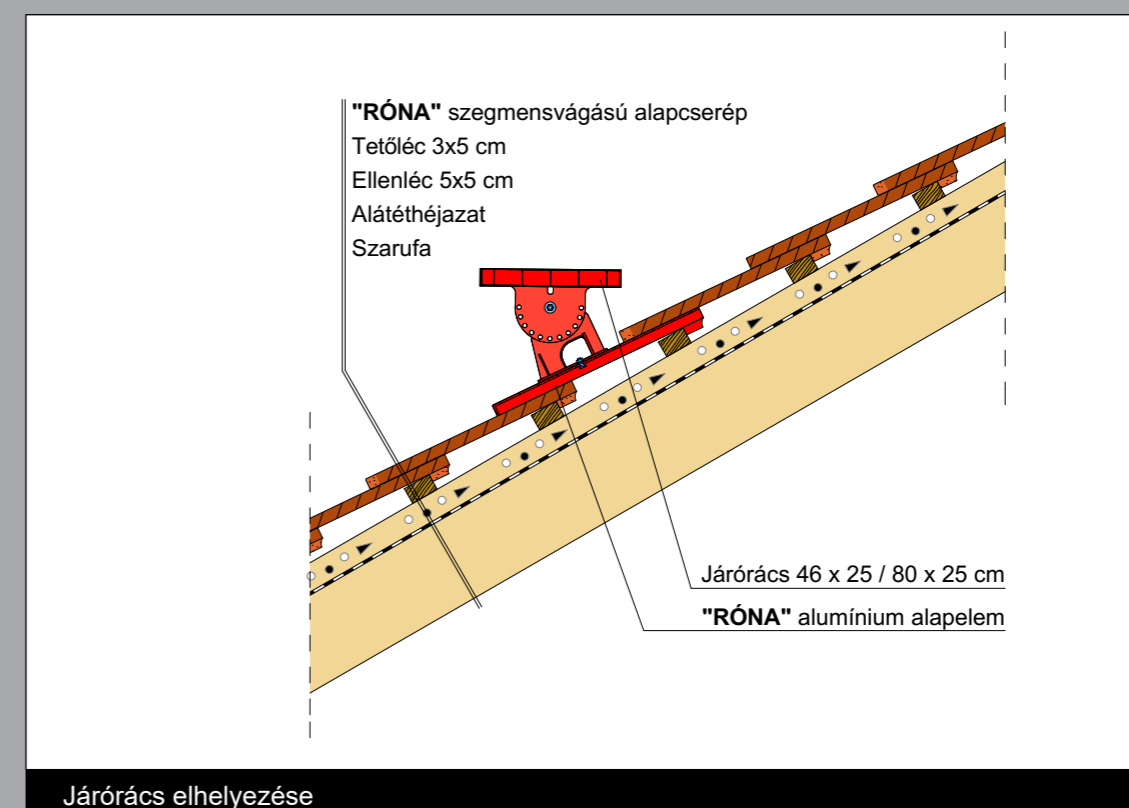 "RÓNA" szegmensvágású alapcserép
Tetőléc 3x5 cm
Ellenléc 5x5 cm
Alátéthéjazat
Szarufa
Járórács 46 x 25 / 80 x 25 cm
"RÓNA" alumínium alapelem
Járórács elhelyezése